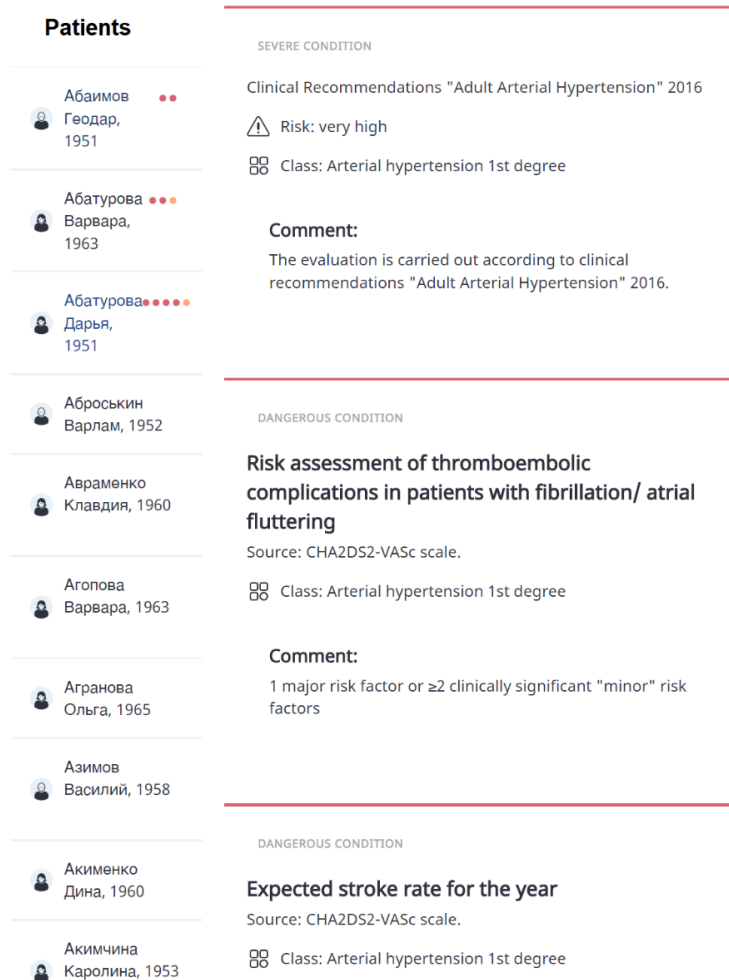 Patients
Абаимов
Геодар,
1951
Абатурова
Варвара,
1963
Абатурова
Дарья,
1951
Аброськин
Варлам, 1952
Авраменко
Клавдия, 1960
Агопова
Варвара, 1963
Агранова
Ольга, 1965
Азимов
Василий, 1958
Акименко
Дина, 1960
Акимчина
Каролина, 1953
SEVERE CONDITION
Clinical Recommendations "Adult Arterial Hypertension" 2016
Risk: very high
Class: Arterial hypertension 1st degree
Comment:
The evaluation is carried out according to clinical
recommendations "Adult Arterial Hypertension" 2016.
DANGEROUS CONDITION
Risk assessment of thromboembolic
complications in patients with fibrillation/ atrial
fluttering
Source: CHA2DS2-VASc scale.
Class: Arterial hypertension 1st degree
Comment:
1 major risk factor or ≥2 clinically significant "minor" risk
factors
DANGEROUS CONDITION
Expected stroke rate for the year
Source: CHA2DS2-VASc scale.
Class: Arterial hypertension 1st degree